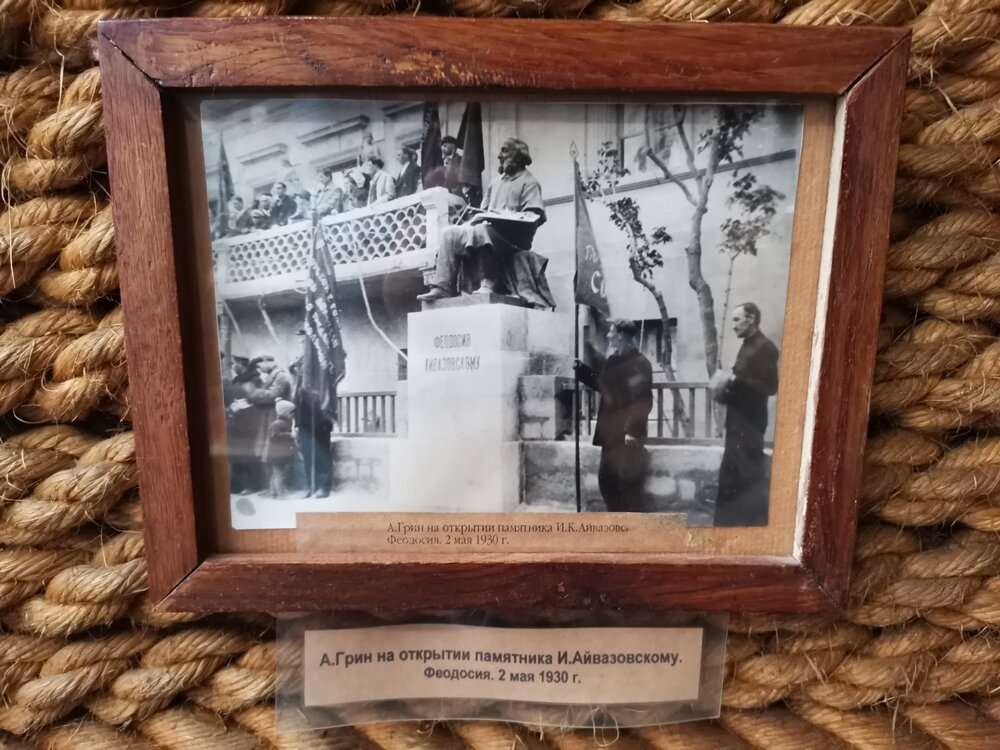 С
ФЕОДОСИЯ
АЙВАЗОВСКОМУ
А.Грин на открытии памятника И.К.Айвазовс
Феодосия. 2 мая 1930 г.
А.Грин на открытии памятника И.Айвазовскому.
Феодосия. 2 мая 1930 г.